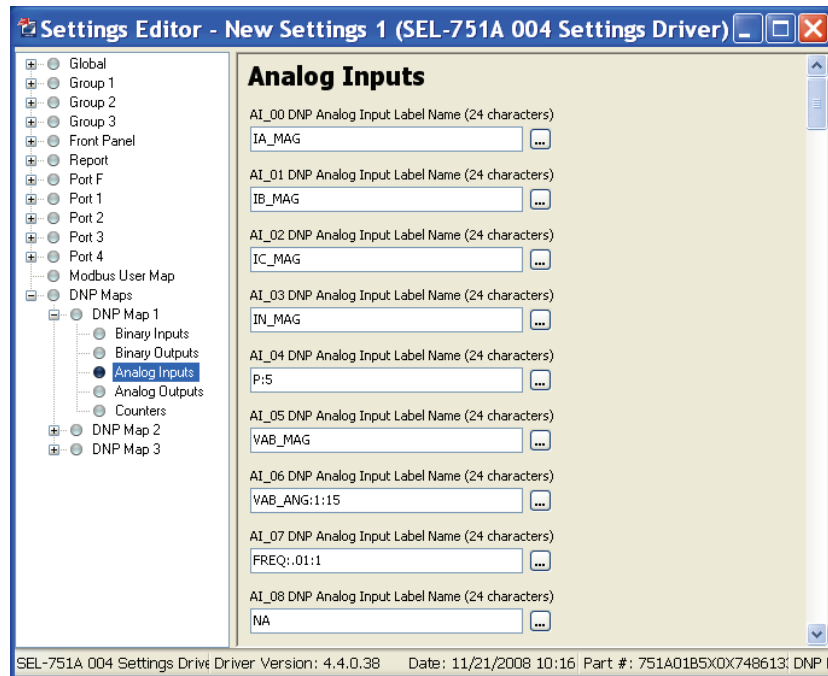 Settings Editor - New Settings 1 (SEL-751A 004 Settings Driver)
Global
Group 1
Group 2
Group 3
Front Panel
Report
Port F
Port 1
Port 2
Port 3
Port 4
Modbus User Map
DNP Maps
DNP Map 1
Binary Inputs
Binary Outputs
Analog Inputs
Analog Outputs
Counters
DNP Map 2
DNP Map 3
Analog Inputs
AI_00 DNP Analog Input Label Name (24 characters)
IA_MAG
...
AI_01 DNP Analog Input Label Name (24 characters)
IB_MAG
...
AI_02 DNP Analog Input Label Name (24 characters)
IC_MAG
...
AI_03 DNP Analog Input Label Name (24 characters)
IN_MAG
...
AI_04 DNP Analog Input Label Name (24 characters)
P:5
...
AI_05 DNP Analog Input Label Name (24 characters)
VAB_MAG
...
AI_06 DNP Analog Input Label Name (24 characters)
VAB_ANG:1:15
...
AI_07 DNP Analog Input Label Name (24 characters)
FREQ:.01:1
...
AI_08 DNP Analog Input Label Name (24 characters)
NA
...
SEL-751A 004 Settings Drive Driver Version: 4.4.0.38 Date: 11/21/2008 10:16 Part #: 751A01B5X0X748613 DNP